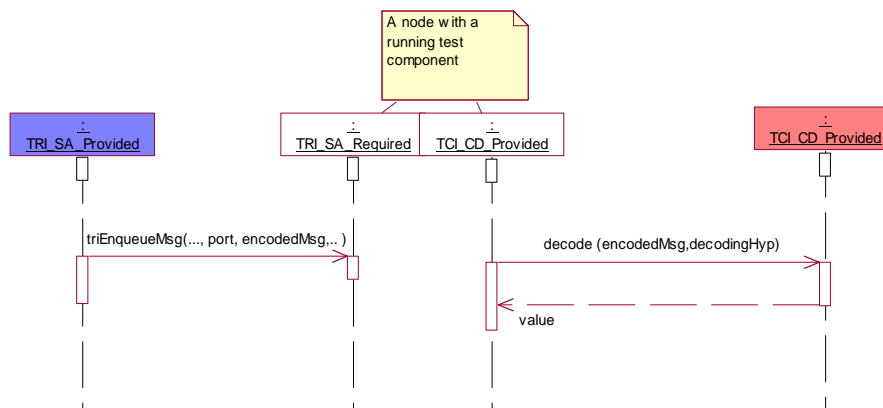 A node with a
running test
component
:
TRI_SA_Provided
:
TRI_SA_Required
:
TCI_CD_Provided
:
TCI_CD_Provided
triEnqueueMsg(..., port, encodedMsg,.. )
decode (encodedMsg,decodingHyp)
value